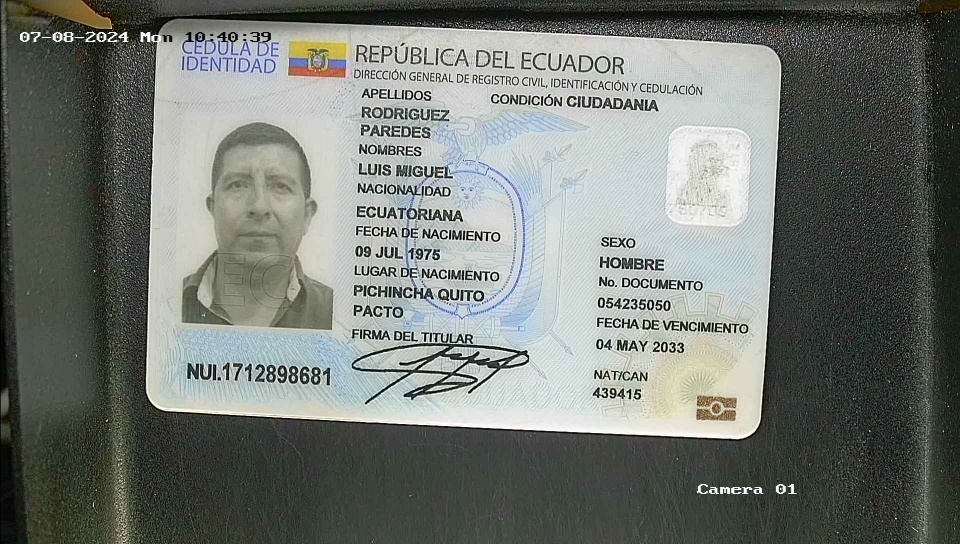 07-08-2024 Mon 10:40:39
CÉDULA DE
IDENTIDAD
REPÚBLICA DEL ECUADOR
DIRECCIÓN GENERAL DE REGISTRO CIVIL, IDENTIFICACIÓN Y CEDULACIÓN
APELLIDOS
CONDICIÓN CIUDADANIA
RODRIGUEZ
PAREDES
NOMBRES
LUIS MIGUEL
NACIONALIDAD
ECUATORIANA
FECHA DE NACIMIENTO
09 JUL 1975
LUGAR DE NACIMIENTO
PICHINCHA QUITO
PACTO
FIRMA DEL TITULAR
SEXO
HOMBRE
No. DOCUMENTO
054235050
FECHA DE VENCIMIENTO
04 MAY 2033
NAT/CAN
439415
EC
NUI.1712898681
Camera 01